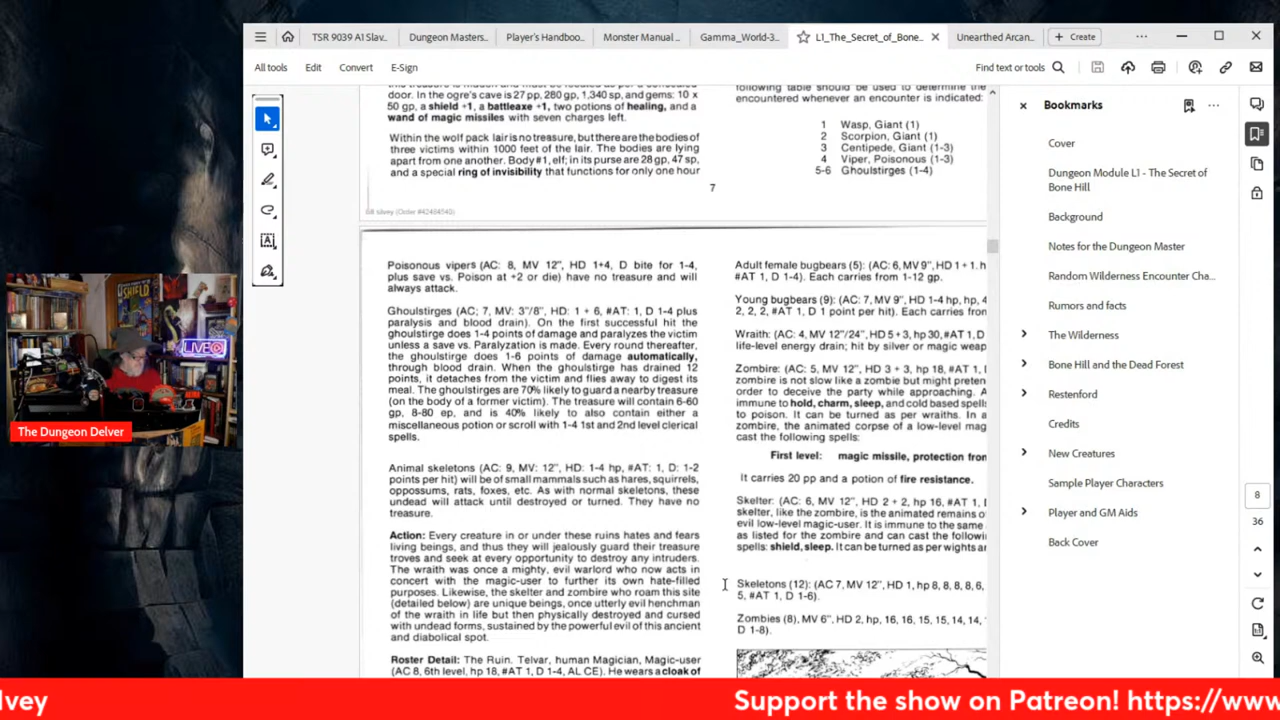 TSR 9039 A1 Slav..
Dungeon Masters..
Player's Handboo...
Monster Manual ...
Gamma_World-3...
L1_The_Secret_of_Bone..
Unearthed Arcan..
Create
All tools
Edit
Convert
E-Sign
Find text or tools
door. In the ogre's cave is 27 pp, 280 gp, 1,340 sp, and gems: 10 x
50 gp, a shield +1, a battleaxe +1, two potions of healing, and a
wand of magic missiles with seven charges left.
Within the wolf pack lair is no treasure, but there are the bodies of
three victims within 1000 feet of the lair. The bodies are lying
apart from one another. Body #1, elf; in its purse are 28 gp, 47 sp,
and a special ring of invisibility that functions for only one hour
following table should be used to determine the
encountered whenever an encounter is indicated:
1 Wasp, Giant (1)
2 Scorpion, Giant (1)
3 Centipede, Giant (1-3)
4 Viper, Poisonous (1-3)
5-6 Ghoulstirges (1-4)
7
(Order #42484540)
Poisonous vipers (AC: 8, MV 12", HD 1+4, D bite for 1-4,
plus save vs. Poison at +2 or die) have no treasure and will
always attack.
Ghoulstirges (AC; 7, MV: 3"/8", HD: 1 + 6, #AT: 1, D 1-4 plus
paralysis and blood drain). On the first successful hit the
ghoulstirge does 1-4 points of damage and paralyzes the victim
unless a save vs. Paralyzation is made. Every round thereafter,
the ghoulstirge does 1-6 points of damage automatically,
through blood drain. When the ghoulstirge has drained 12
points, it detaches from the victim and flies away to digest its
meal. The ghoulstirges are 70% likely to guard a nearby treasure
(on the body of a former victim). The treasure will contain 6-60
gp, 8-80 ep, and is 40% likely to also contain either a
miscellaneous potion or scroll with 1-4 1st and 2nd level clerical
spells.
Animal skeletons (AC: 9, MV: 12", HD: 1-4 hp, #AT: 1, D: 1-2
points per hit) will be of small mammals such as hares, squirrels,
oppossums, rats, foxes, etc. As with normal skeletons, these
undead will attack until destroyed or turned. They have no
treasure.
Action: Every creature in or under these ruins hates and fears
living beings, and thus they will jealously guard their treasure
troves and seek at every opportunity to destroy any intruders.
The wraith was once a mighty, evil warlord who now acts in
concert with the magic-user to further its own hate-filled
purposes. Likewise, the skelter and zombire who roam this site
(detailed below) are unique beings, once utterly evil henchman
of the wraith in life but then physically destroyed and cursed
with undead forms, sustained by the powerful evil of this ancient
and diabolical spot.
Roster Detail: The Ruin. Telvar, human Magician, Magic-user
(AC 8, 6th level, hp 18, #AT 1, D 1-4, AL CE). He wears a cloak of
Adult female bugbears (5): (AC: 6, MV 9", HD 1 + 1.
#AT 1, D 1-4). Each carries from 1-12 gp.
Young bugbears (9): (AC: 7, MV 9", HD 1-4 hp, hp, 4
2, 2, 2, #AT 1, D 1 point per hit). Each carries from
Wraith: (AC: 4, MV 12"/24", HD 5 + 3, hp 30, #AT 1,
life-level energy drain; hit by silver or magic weap
Zombire: (AC: 5, MV 12", HD 3 + 3, hp 18, #AT 1,
zombire is not slow like a zombie but might preten
order to deceive the party while approaching. A
immune to hold, charm, sleep, and cold based spell
to poison. It can be turned as per wraiths. In a
zombire, the animated corpse of a low-level mag
cast the following spells:
First level: magic missile, protection from
It carries 20 pp and a potion of fire resistance.
Skelter: (AC: 6, MV 12", HD 2 + 2, hp 16, #AT 1,
skelter, like the zombire, is the animated remains o
evil low-level magic-user. It is immune to the same
as listed for the zombire and can cast the followi
spells: shield, sleep. It can be turned as per wights ar
Skeletons (12): (AC 7, MV 12", HD 1, hp 8, 8, 8, 8, 6,
5, #AT 1, D 1-6).
Zombies (8), MV 6", HD 2, hp, 16, 16, 15, 15, 14, 14,
D 1-8).
Bookmarks
Cover
Dungeon Module L1 - The Secret of
Bone Hill
Background
Notes for the Dungeon Master
Random Wilderness Encounter Cha...
Rumors and facts
The Wilderness
Bone Hill and the Dead Forest
Restenford
Credits
New Creatures
Sample Player Characters
Player and GM Aids
Back Cover
8
36
LIVE
The Dungeon Delver
Ivey
Support the show on Patreon! https://www